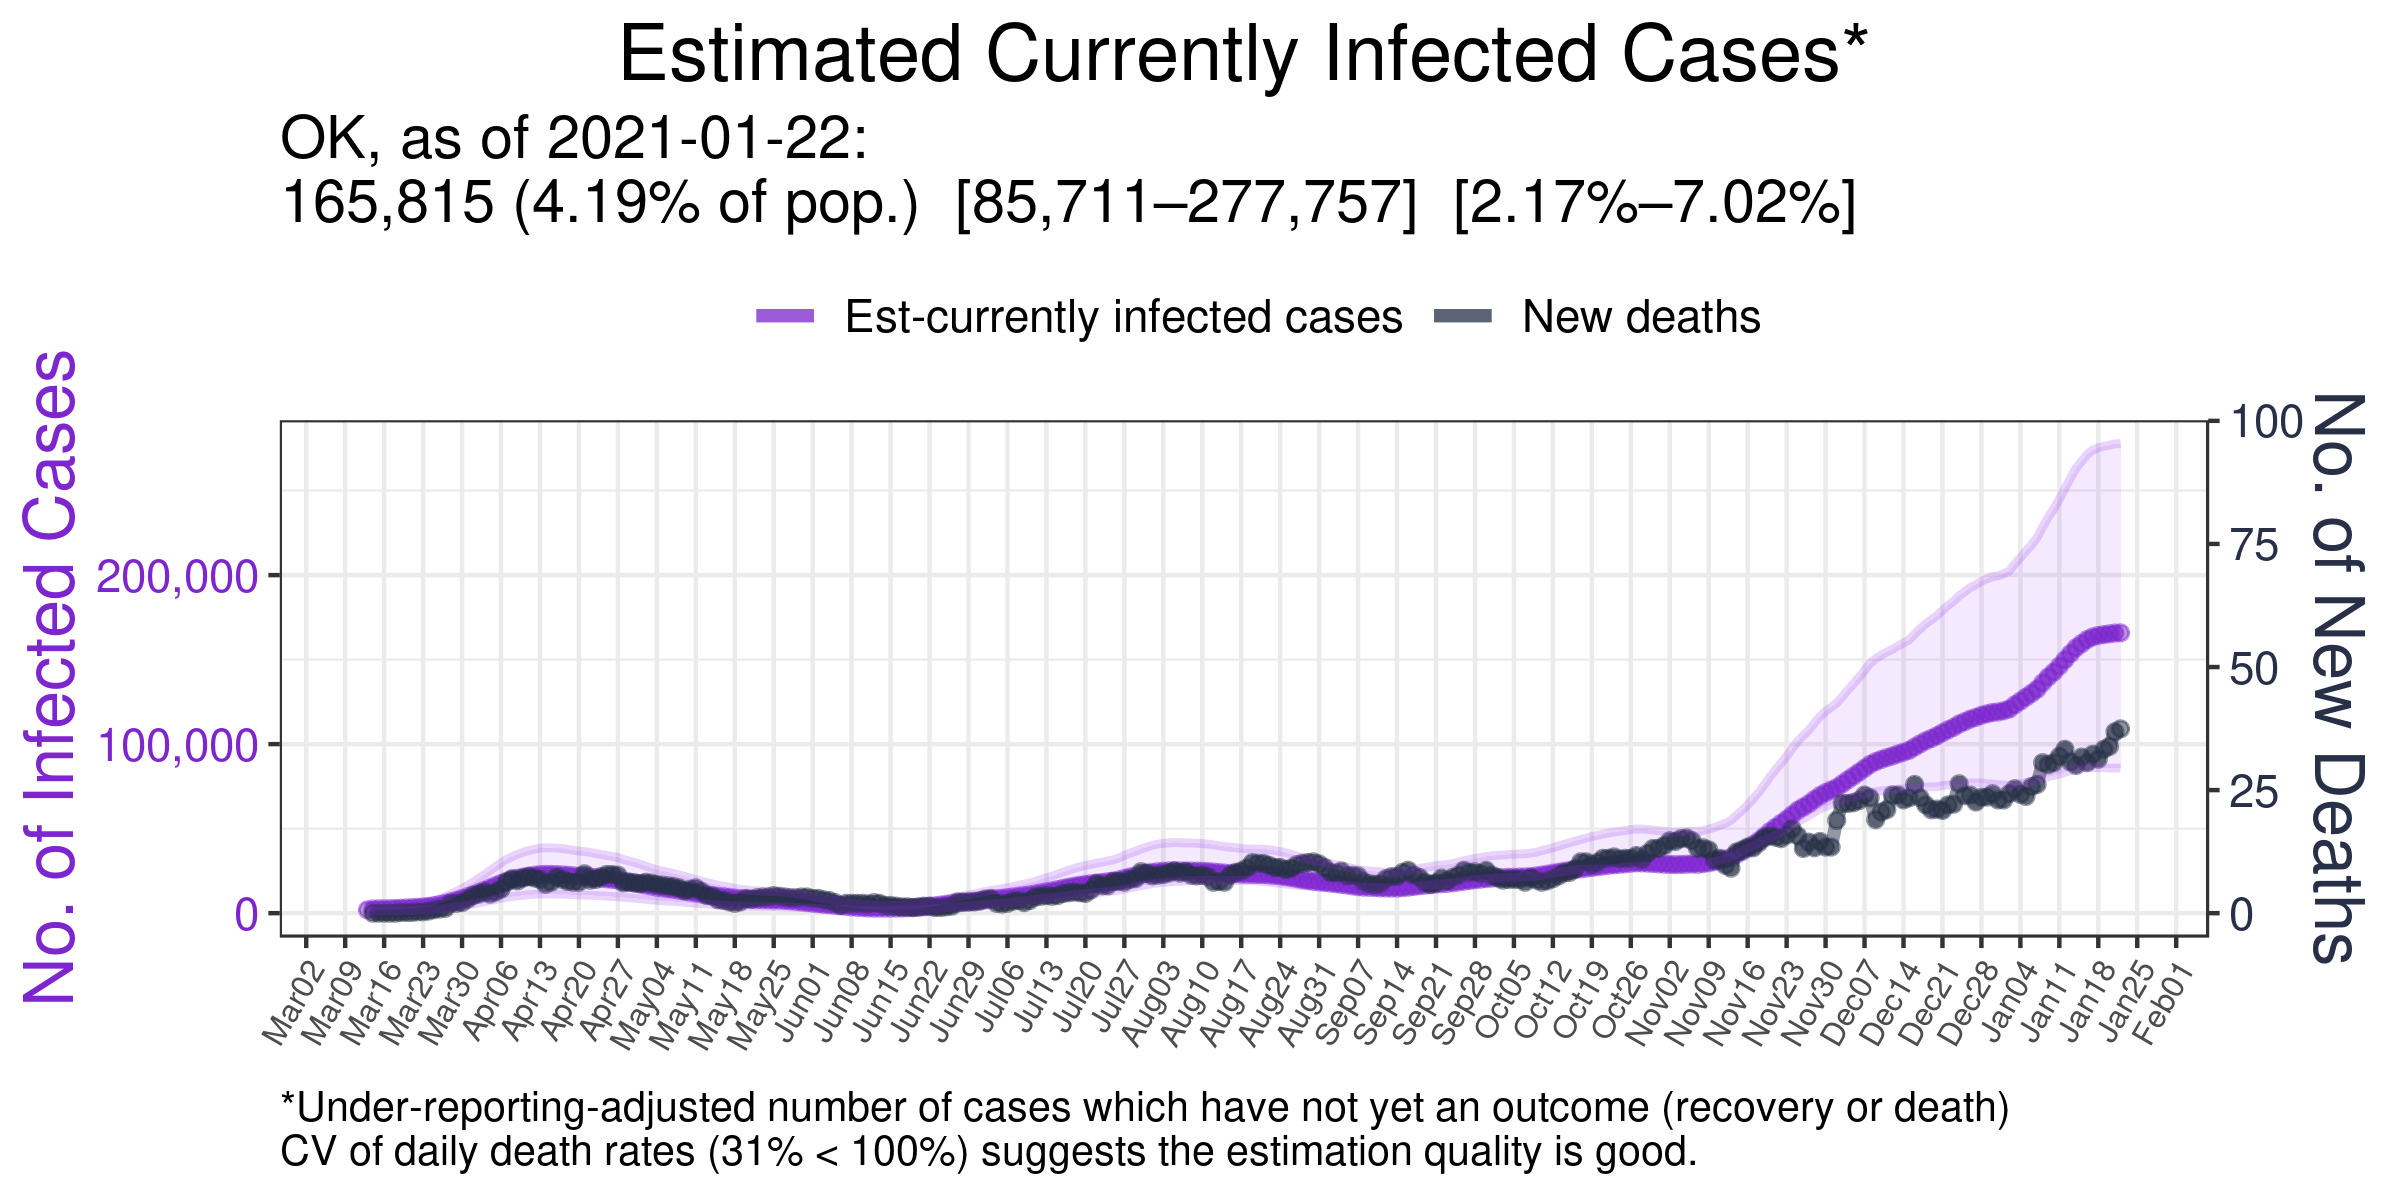 Estimated Currently Infected Cases*
OK, as of 2021-01-22:
165,815 (4.19% of pop.)  [85,711–277,757]  [2.17%–7.02%]
Est-currently infected cases
New deaths
No. of Infected Cases
200,000
100,000
0
100
75
50
25
0
No. of New Deaths
Mar02
Mar09
Mar16
Mar23
Mar30
Apr06
Apr13
Apr20
Apr27
May04
May11
May18
May25
Jun01
Jun08
Jun15
Jun22
Jun29
Jul06
Jul13
Jul20
Jul27
Aug03
Aug10
Aug17
Aug24
Aug31
Sep07
Sep14
Sep21
Sep28
Oct05
Oct12
Oct19
Oct26
Nov02
Nov09
Nov16
Nov23
Nov30
Dec07
Dec14
Dec21
Dec28
Jan04
Jan11
Jan18
Jan25
Feb01
*Under-reporting-adjusted number of cases which have not yet an outcome (recovery or death)
CV of daily death rates (31% < 100%) suggests the estimation quality is good.